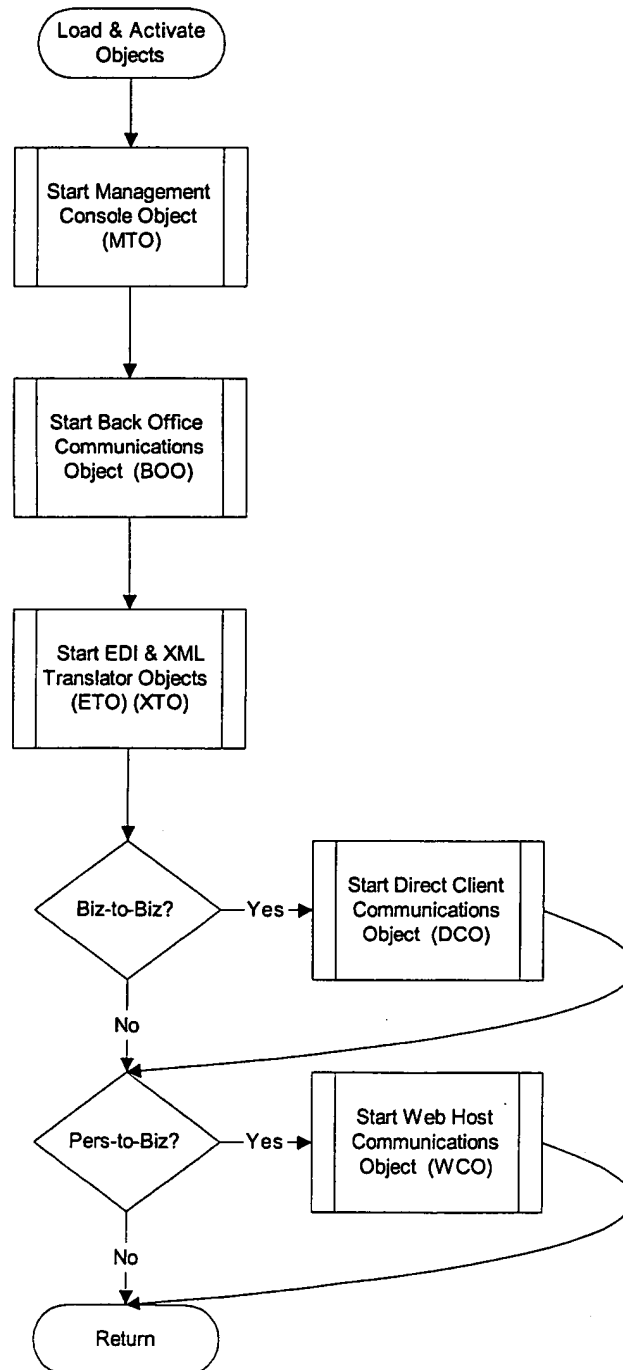 Load & Activate
Objects
Start Management
Console Object
(MTO)
Start Back Office
Communications
Object (BOO)
Start EDI & XML
Translator Objects
(ETO) (XTO)
Biz-to-Biz?
Yes
Start Direct Client
Communications
Object (DCO)
No
Pers-to-Biz?
Yes
Start Web Host
Communications
Object (WCO)
No
Return